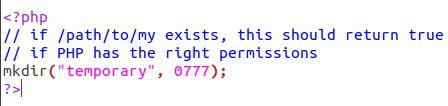 <?php
// if /path/to/my exists, this should return true
// if PHP has the right permissions
mkdir("temporary", 0777);
?>